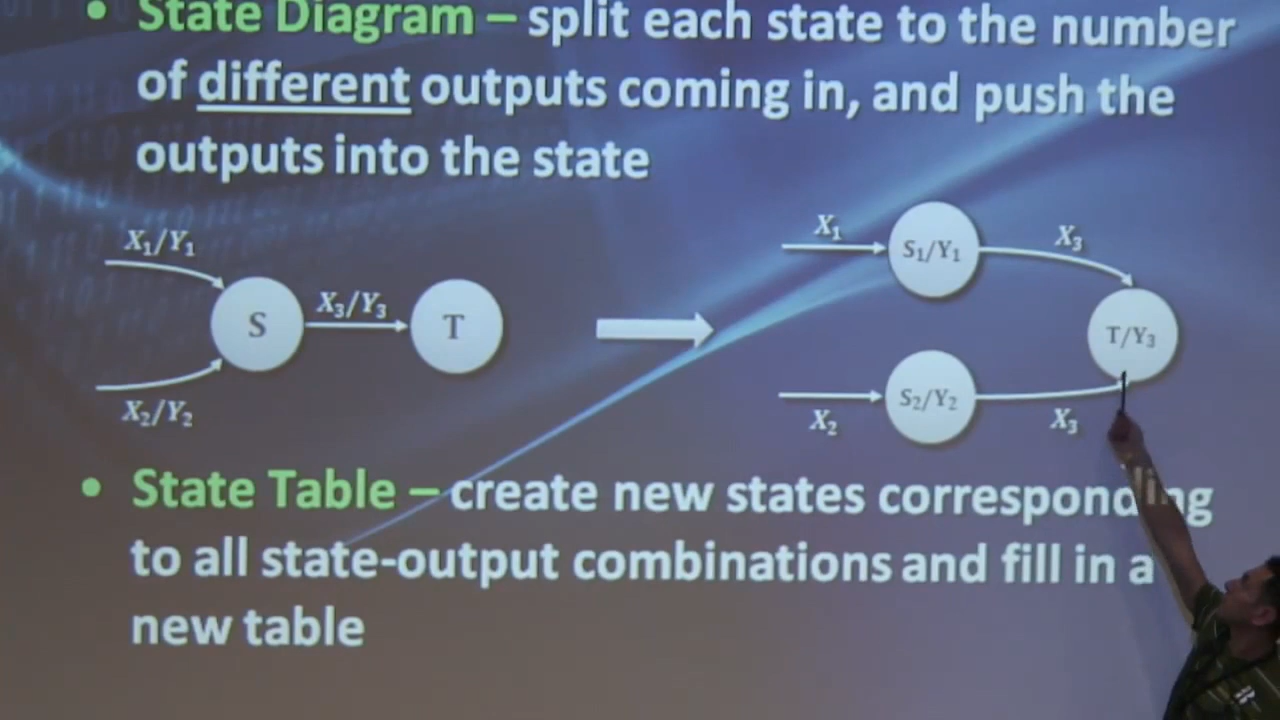 • State Diagram – split each state to the number
of different outputs coming in, and push the
outputs into the state
X₁/Y₁
S
X₃/Y₃
T
X₂/Y₂
X₁
S₁/Y₁
X₃
T/Y₃
X₂
S₂/Y₂
X₃
• State Table – create new states corresponding
to all state-output combinations and fill in a
new table